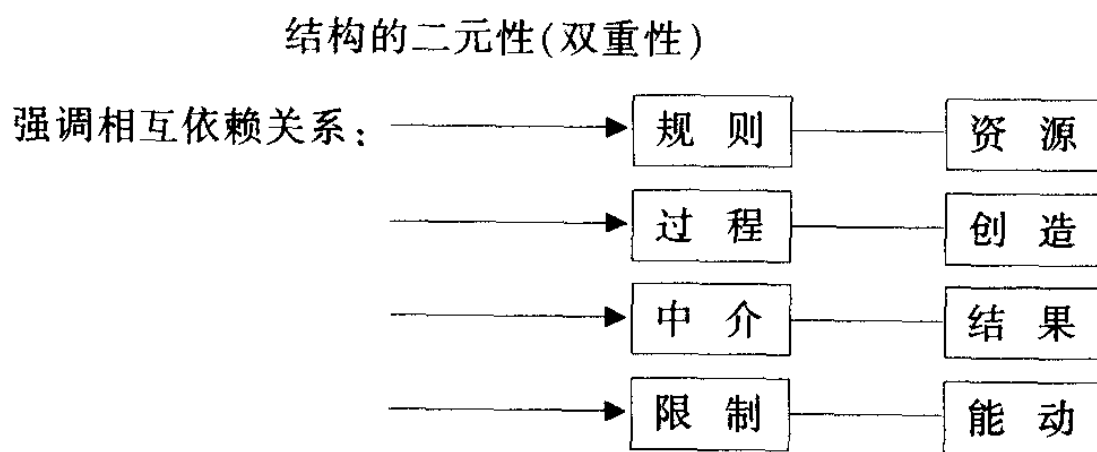 结构的二元性(双重性)
强调相互依赖关系: 规则 资源
过程 创造
中介 结果
限制 能动